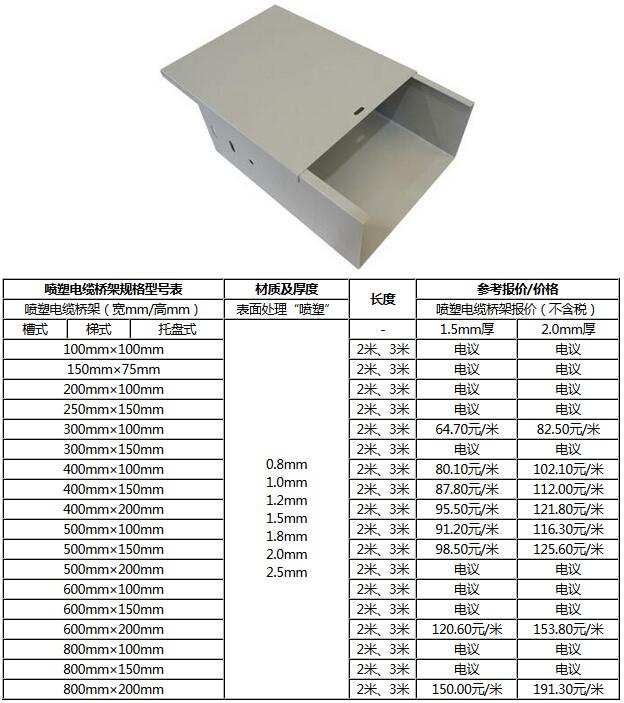 喷塑电缆桥架规格型号表 材质及厚度 长度 参考报价/价格
喷塑电缆桥架（宽mm/高mm） 表面处理“喷塑” 喷塑电缆桥架报价（不含税）
槽式 梯式 托盘式 - 1.5mm厚 2.0mm厚
100mm×100mm 2米、3米 电议 电议
150mm×75mm 2米、3米 电议 电议
200mm×100mm 2米、3米 电议 电议
250mm×150mm 2米、3米 电议 电议
300mm×100mm 2米、3米 64.70元/米 82.50元/米
300mm×150mm 2米、3米 电议 电议
400mm×100mm 0.8mm 2米、3米 80.10元/米 102.10元/米
400mm×150mm 1.0mm 2米、3米 87.80元/米 112.00元/米
400mm×200mm 1.2mm 2米、3米 95.50元/米 121.80元/米
500mm×100mm 1.5mm 2米、3米 91.20元/米 116.30元/米
500mm×150mm 1.8mm 2米、3米 98.50元/米 125.60元/米
500mm×200mm 2.0mm 2米、3米 电议 电议
600mm×100mm 2.5mm 2米、3米 电议 电议
600mm×150mm 2米、3米 电议 电议
600mm×200mm 2米、3米 120.60元/米 153.80元/米
800mm×100mm 2米、3米 电议 电议
800mm×150mm 2米、3米 电议 电议
800mm×200mm 2米、3米 150.00元/米 191.30元/米